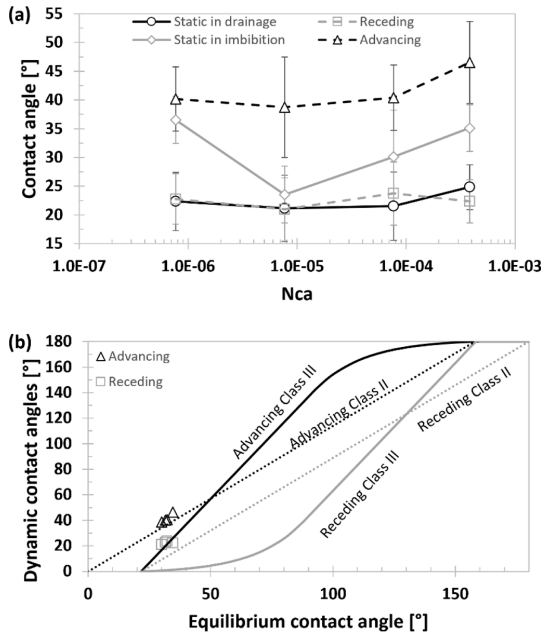 (a)
55
50
45
40
35
30
25
20
15
Contact angle [°]
Static in drainage
Receding
Static in imbibition
Advancing
1.0E-07 1.0E-06 1.0E-05 1.0E-04 1.0E-03
Nca
(b)
180
160
140
120
100
80
60
40
20
0
Dynamic contact angles [°]
Advancing
Receding
Advancing Class III
Advancing Class II
Receding Class II
Receding Class III
0 50 100 150
Equilibrium contact angle [°]